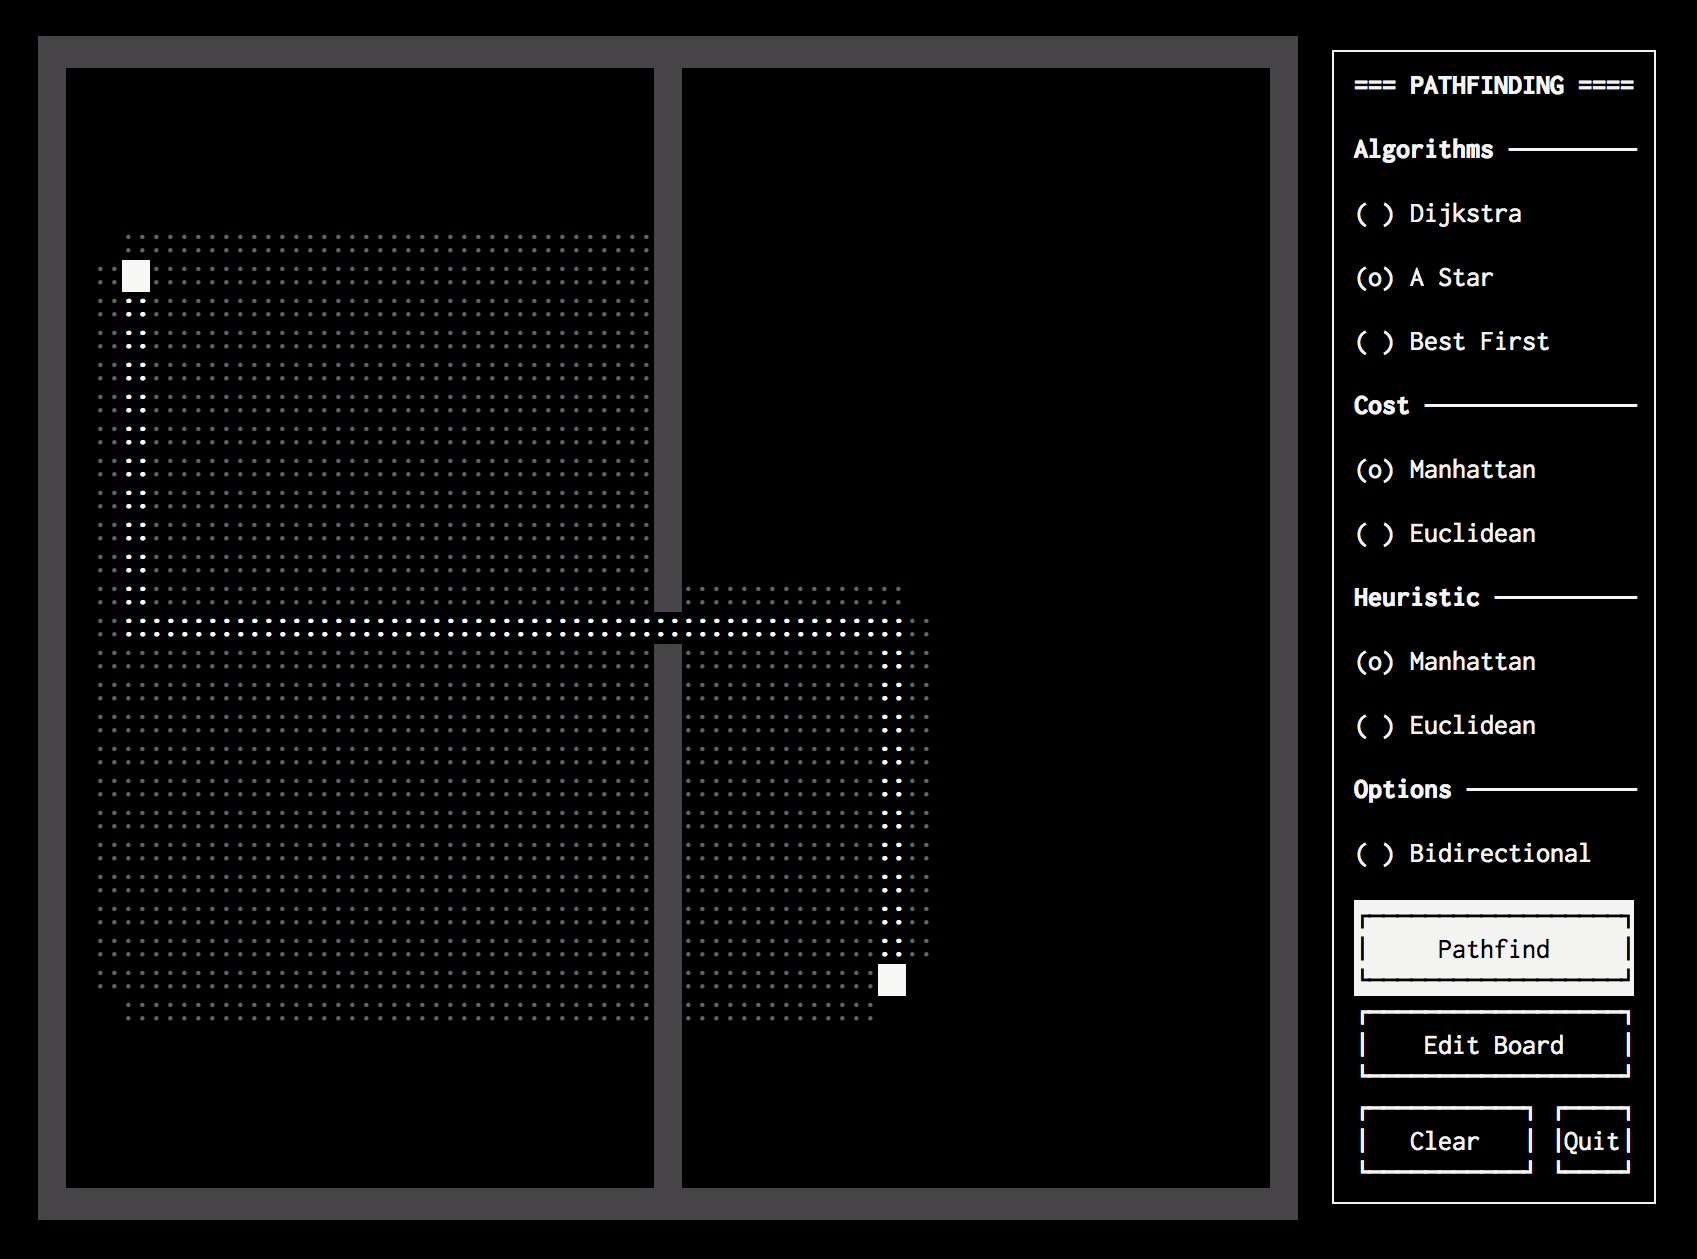 === PATHFINDING ====
Algorithms
( ) Dijkstra
(o) A Star
( ) Best First
Cost
(o) Manhattan
( ) Euclidean
Heuristic
(o) Manhattan
( ) Euclidean
Options
( ) Bidirectional
Pathfind
Edit Board
Clear Quit